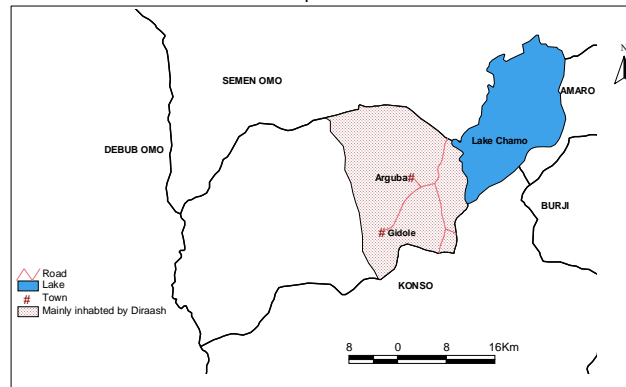 N
SEMEN OMO
AMARO
Lake Chamo
DEBUB OMO
Arguba#
BURJI
#Gidole
Road
KONSO
Lake
# Town
Mainly inhabted by Diraash
8 0 8 16Km